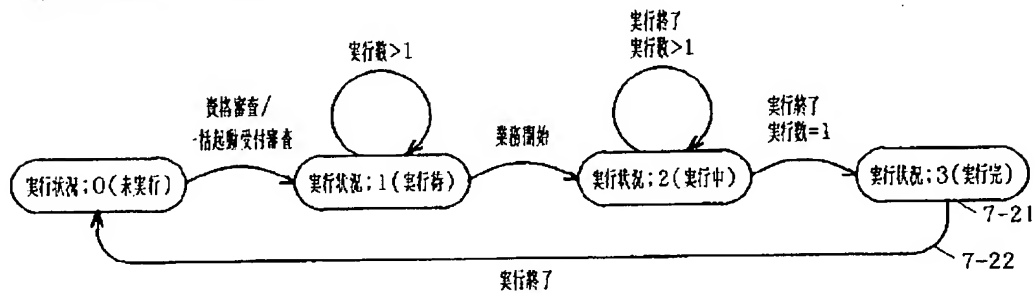 実行数>1
実行終了
実行数>1
資格審査/
一括起動受付審査
業務開始
実行終了
実行数=1
実行状況;0(未実行)
実行状況;1(実行待)
実行状況;2(実行中)
実行状況;3(実行完)
7-21
7-22
実行終了